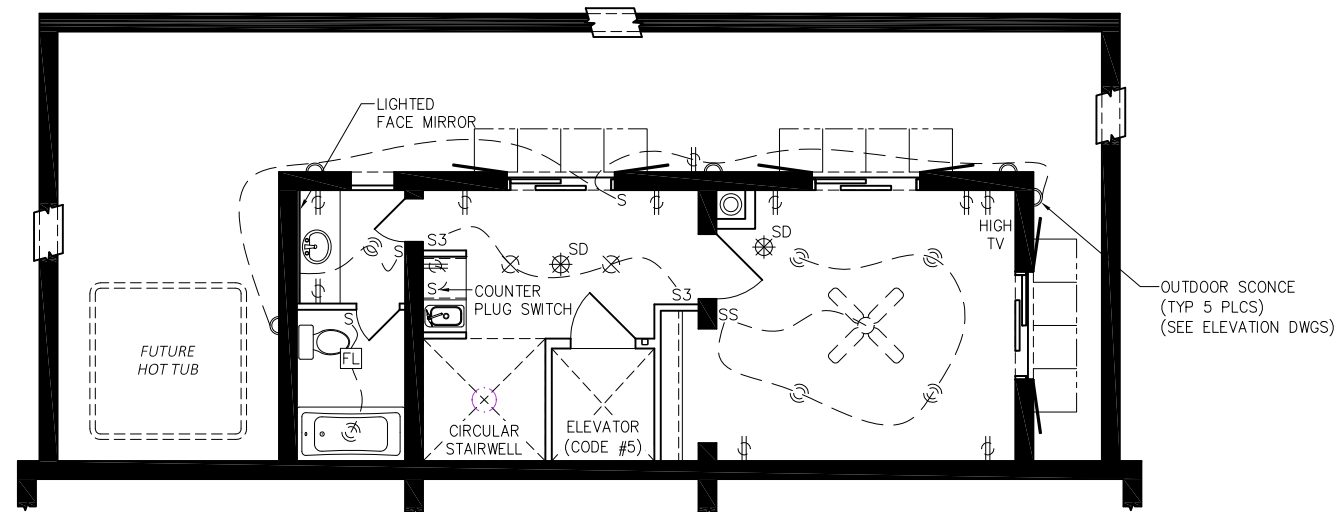 LIGHTED
FACE MIRROR
S
S3
SD
SD
HIGH
TV
S
S
COUNTER
PLUG SWITCH
S3
SS
OUTDOOR SCONCE
(TYP 5 PLCS)
(SEE ELEVATION DWGS)
S
FL
FUTURE
HOT TUB
CIRCULAR
STAIRWELL
ELEVATOR
(CODE #5)